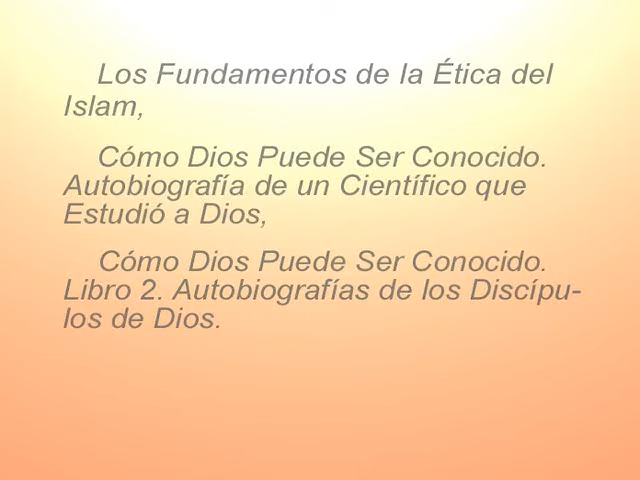 Los Fundamentos de la Ética del
Islam,
Cómo Dios Puede Ser Conocido.
Autobiografía de un Científico que
Estudió a Dios,
Cómo Dios Puede Ser Conocido.
Libro 2. Autobiografías de los Discípu-
los de Dios.